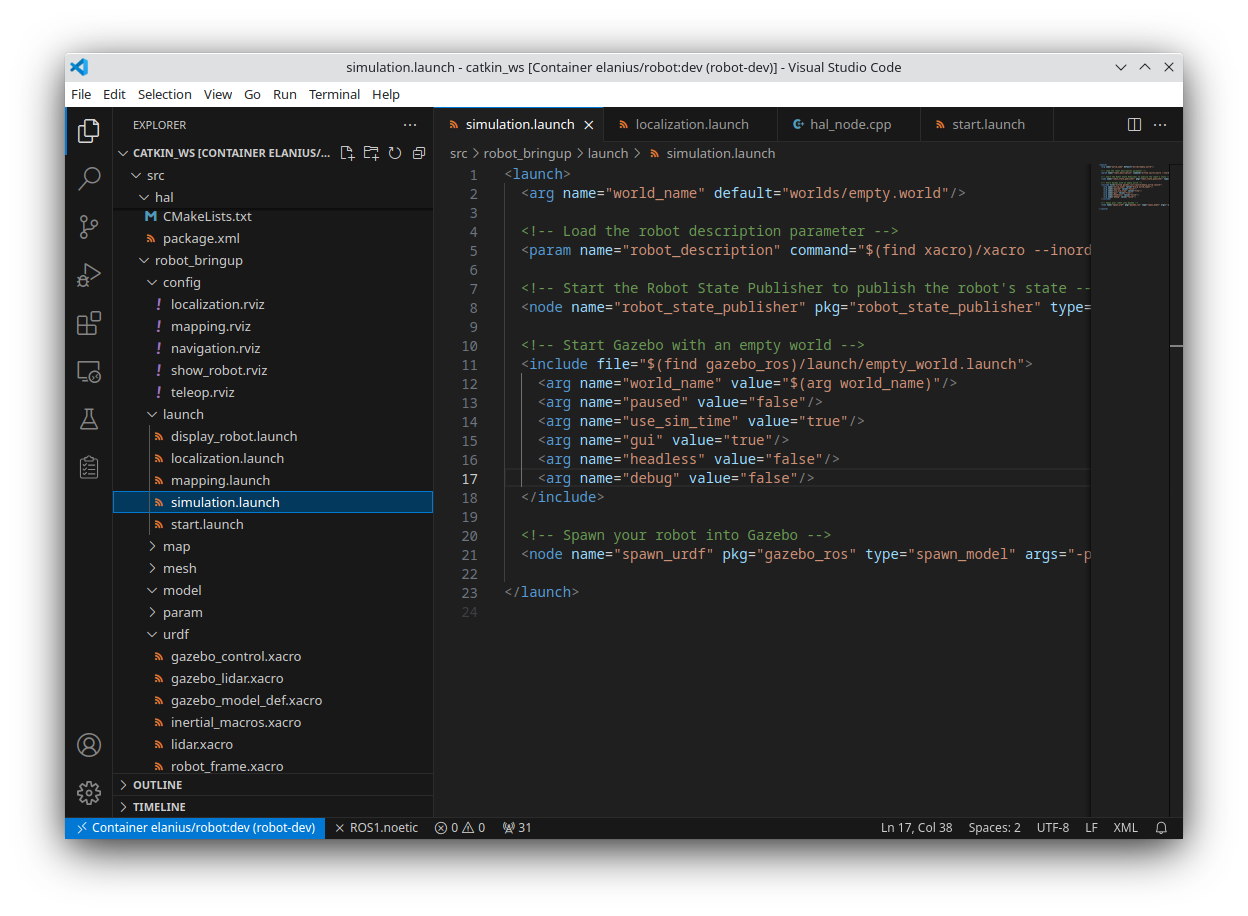 simulation.launch - catkin_ws [Container elanius/robot:dev (robot-dev)] - Visual Studio Code
File Edit Selection View Go Run Terminal Help
EXPLORER
CATKIN_WS [CONTAINER ELANIUS/...
src
hal
CMakeLists.txt
package.xml
robot_bringup
config
localization.rviz
mapping.rviz
navigation.rviz
show_robot.rviz
teleop.rviz
launch
display_robot.launch
localization.launch
mapping.launch
simulation.launch
start.launch
map
mesh
model
param
urdf
gazebo_control.xacro
gazebo_lidar.xacro
gazebo_model_def.xacro
inertial_macros.xacro
lidar.xacro
robot_frame.xacro
OUTLINE
TIMELINE
simulation.launch localization.launch hal_node.cpp start.launch
src > robot_bringup > launch > simulation.launch
1 <launch>
2 <arg name="world_name" default="worlds/empty.world"/>
3
4 <!-- Load the robot description parameter -->
5 <param name="robot_description" command="$(find xacro)/xacro --inord
6
7 <!-- Start the Robot State Publisher to publish the robot's state --
8 <node name="robot_state_publisher" pkg="robot_state_publisher" type=
9
10 <!-- Start Gazebo with an empty world -->
11 <include file="$(find gazebo_ros)/launch/empty_world.launch">
12 <arg name="world_name" value="$(arg world_name)"/>
13 <arg name="paused" value="false"/>
14 <arg name="use_sim_time" value="true"/>
15 <arg name="gui" value="true"/>
16 <arg name="headless" value="false"/>
17 <arg name="debug" value="false"/>
18 </include>
19
20 <!-- Spawn your robot into Gazebo -->
21 <node name="spawn_urdf" pkg="gazebo_ros" type="spawn_model" args="-p
22
23 </launch>
24
Container elanius/robot:dev (robot-dev) ROS1.noetic 0 0 31 Ln 17, Col 38 Spaces: 2 UTF-8 LF XML